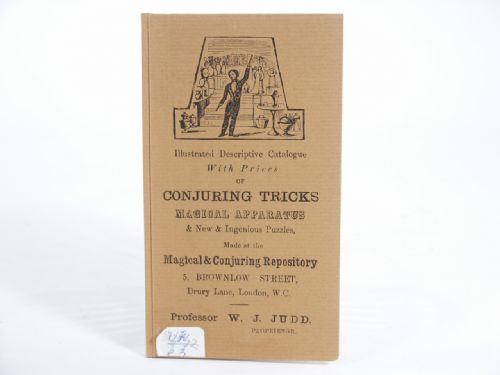 Illustrated Descriptive Catalogue
With Prices
OF
CONJURING TRICKS
MAGICAL APPARATUS
& New & Ingenious Puzzles,
Made at the
Magical & Conjuring Repository
5, BROWNLOW STREET,
Drury Lane, London, W.C.
Professor W. J. JUDD,
PROPRIETOR.